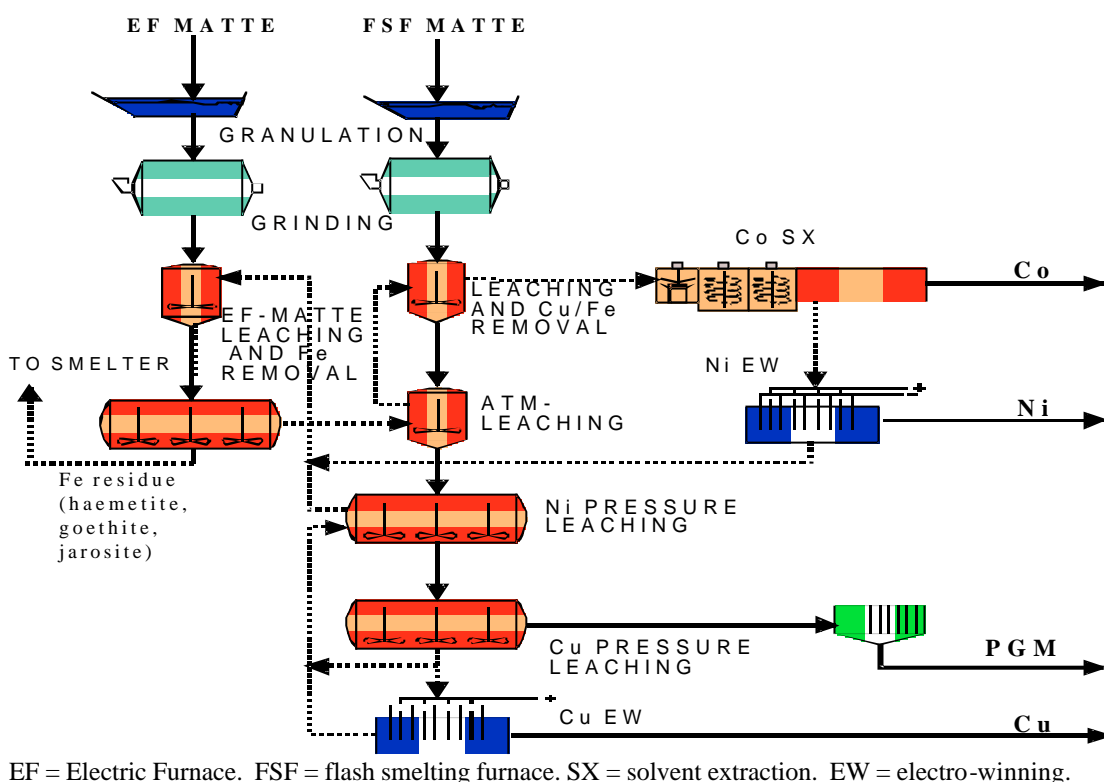 EF MATTE
FSF MATTE
GRANULATION
GRINDING
Co SX
Co
LEACHING
AND Cu/Fe
REMOVAL
EF-MATTE
LEACHING
AND Fe
REMOVAL
TO SMELTER
Ni EW
+
-
Ni
ATM-
LEACHING
Fe residue
(haemetite,
goethite,
jarosite)
Ni PRESSURE
LEACHING
Cu PRESSURE
LEACHING
PGM
+
Cu EW
Cu
EF = Electric Furnace. FSF = flash smelting furnace. SX = solvent extraction. EW = electro-winning.